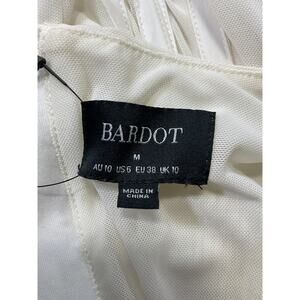 BARDOT
M
AU 10 US 6 EU 38 UK 10
MADE IN
CHINA